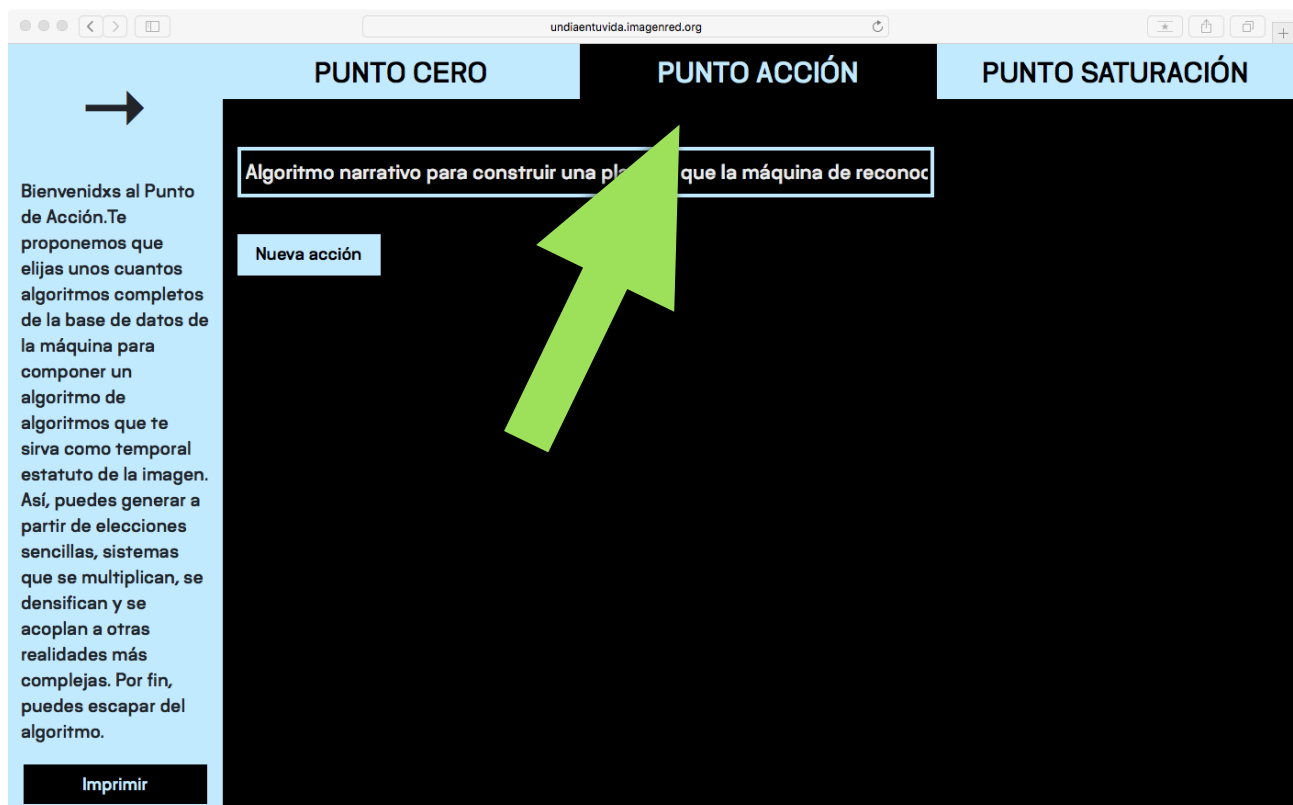 undiaentuvida.imagenred.org
PUNTO CERO
PUNTO ACCIÓN
PUNTO SATURACIÓN
Bienvenidxs al Punto
de Acción.Te
proponemos que
elijas unos cuantos
algoritmos completos
de la base de datos de
la máquina para
componer un
algoritmo de
algoritmos que te
sirva como temporal
estatuto de la imagen.
Así, puedes generar a
partir de elecciones
sencillas, sistemas
que se multiplican, se
densifican y se
acoplan a otras
realidades más
complejas. Por fin,
puedes escapar del
algoritmo.
Imprimir
Algoritmo narrativo para construir una que la máquina de reconoc
Nueva acción